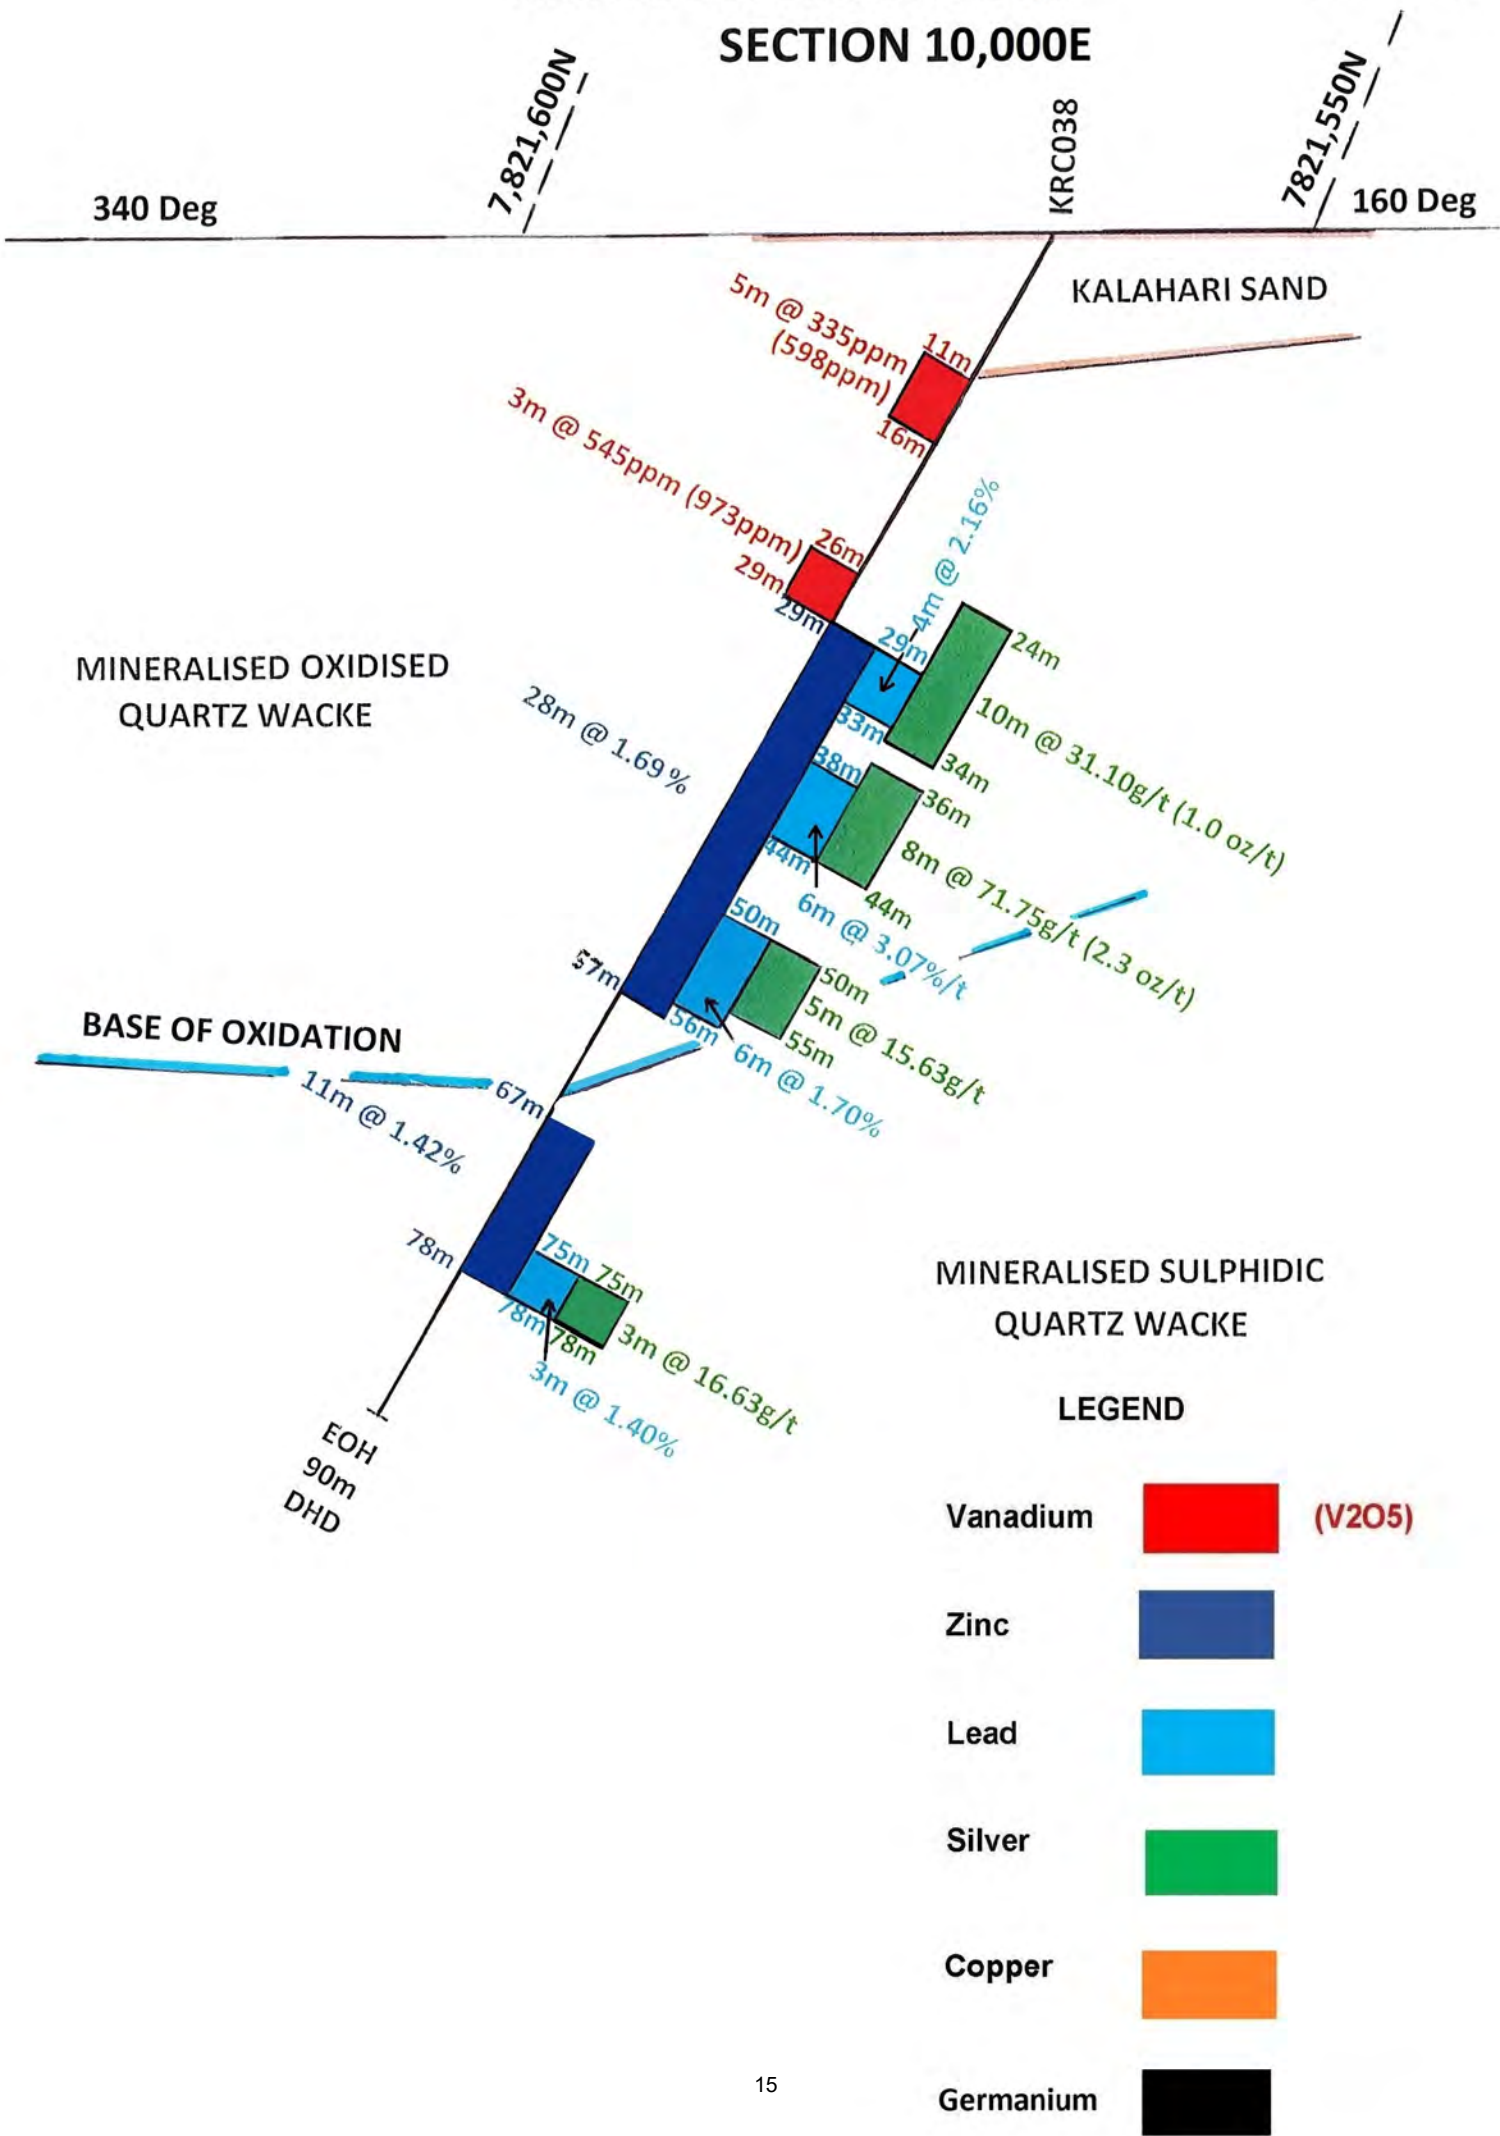 SECTION 10,000E
7,821,600N
KRC038
7821,550N
340 Deg
160 Deg
KALAHARI SAND
5m @ 335ppm
(598ppm)
11m
16m
3m @ 545ppm (973ppm)
26m
29m
29m
4m @ 2.16%
29m
33m
24m
10m @ 31.10g/t (1.0 oz/t)
34m
MINERALISED OXIDISED
QUARTZ WACKE
28m @ 1.69%
38m
36m
8m @ 71.75g/t (2.3 oz/t)
44m
44m
6m @ 3.07%/t
50m
50m
5m @ 15.63g/t
57m
56m
55m
6m @ 1.70%
BASE OF OXIDATION
11m @ 1.42%
67m
78m
75m
75m
78m
78m
3m @ 16.63g/t
3m @ 1.40%
EOH
90m
DHD
MINERALISED SULPHIDIC
QUARTZ WACKE
LEGEND
Vanadium
(V2O5)
Zinc
Lead
Silver
Copper
Germanium
15